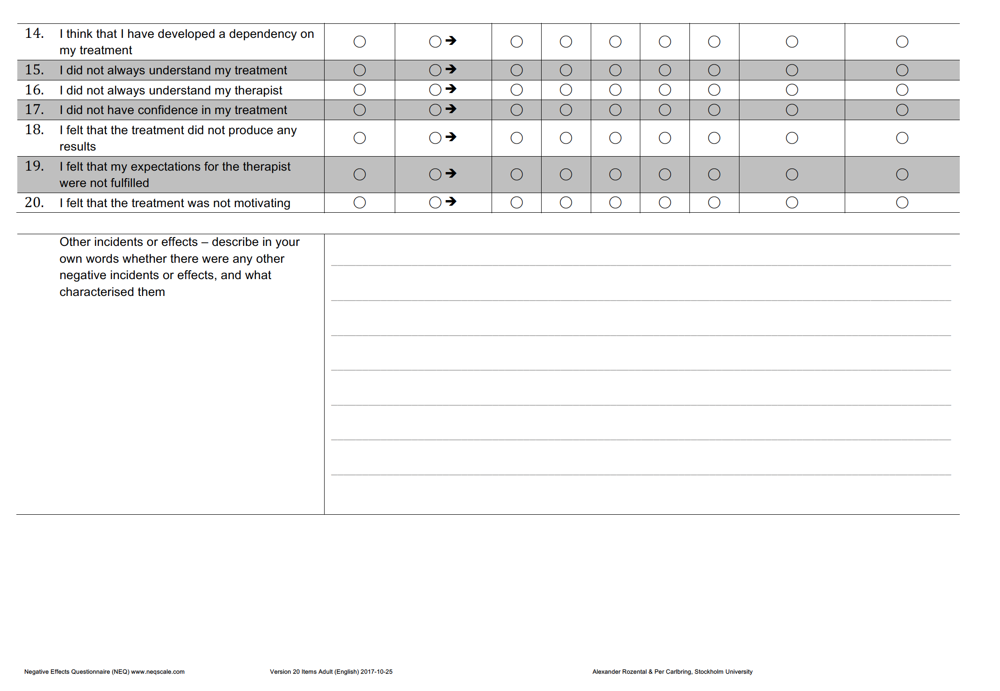 14. I think that I have developed a dependency on
my treatment
15. I did not always understand my treatment
16. I did not always understand my therapist
17. I did not have confidence in my treatment
18. I felt that the treatment did not produce any
results
19. I felt that my expectations for the therapist
were not fulfilled
20. I felt that the treatment was not motivating
Other incidents or effects – describe in your
own words whether there were any other
negative incidents or effects, and what
characterised them
Negative Effects Questionnaire (NEQ) www.neqscale.com Version 20 Items Adult (English) 2017-10-25 Alexander Rozental & Per Carlbring, Stockholm University